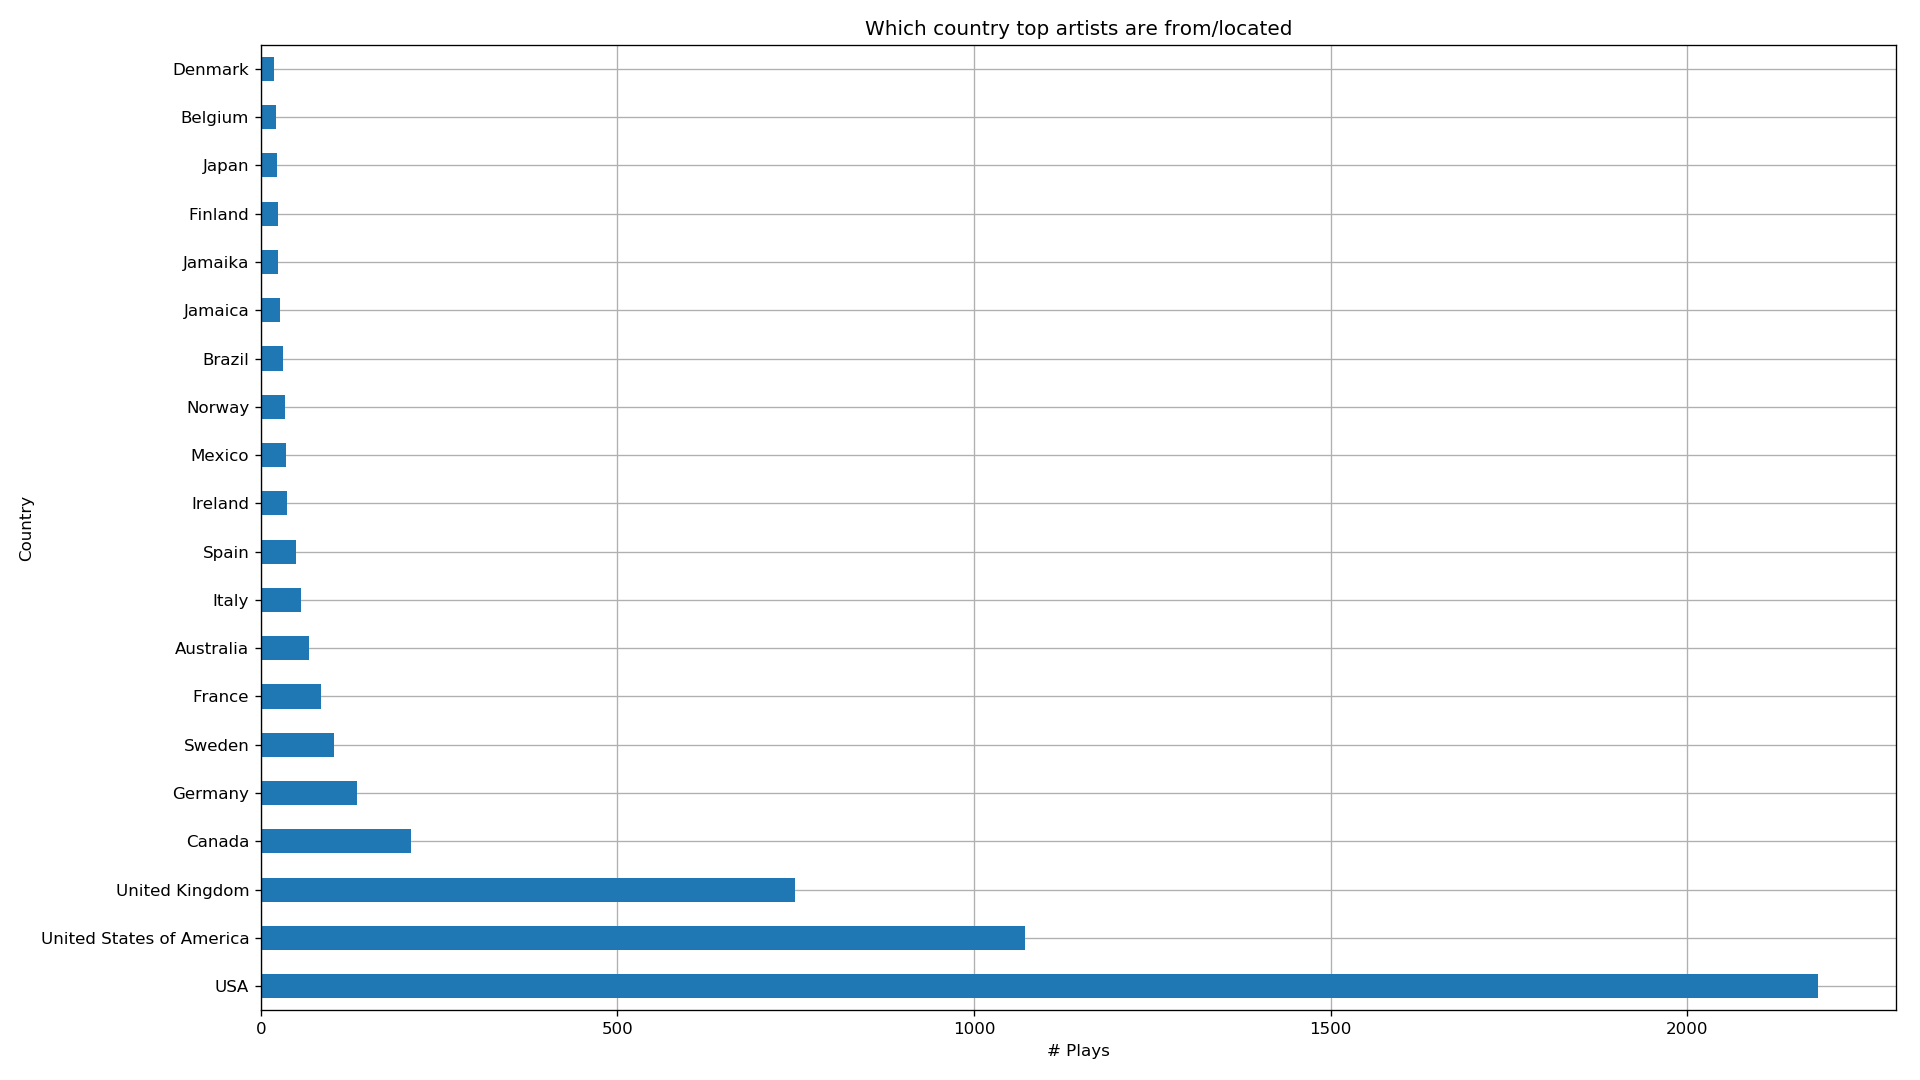 Which country top artists are from/located
Denmark
Belgium
Japan
Finland
Jamaika
Jamaica
Brazil
Norway
Mexico
Ireland
Spain
Italy
Australia
France
Sweden
Germany
Canada
United Kingdom
United States of America
USA
Country
0 500 1000 1500 2000
# Plays